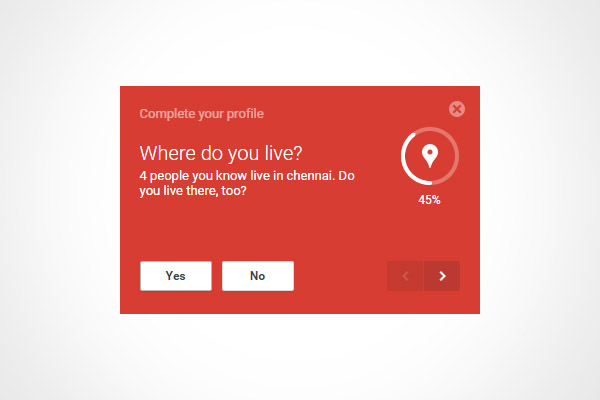 Complete your profile
Where do you live?
4 people you know live in chennai. Do
you live there, too?
45%
Yes
No